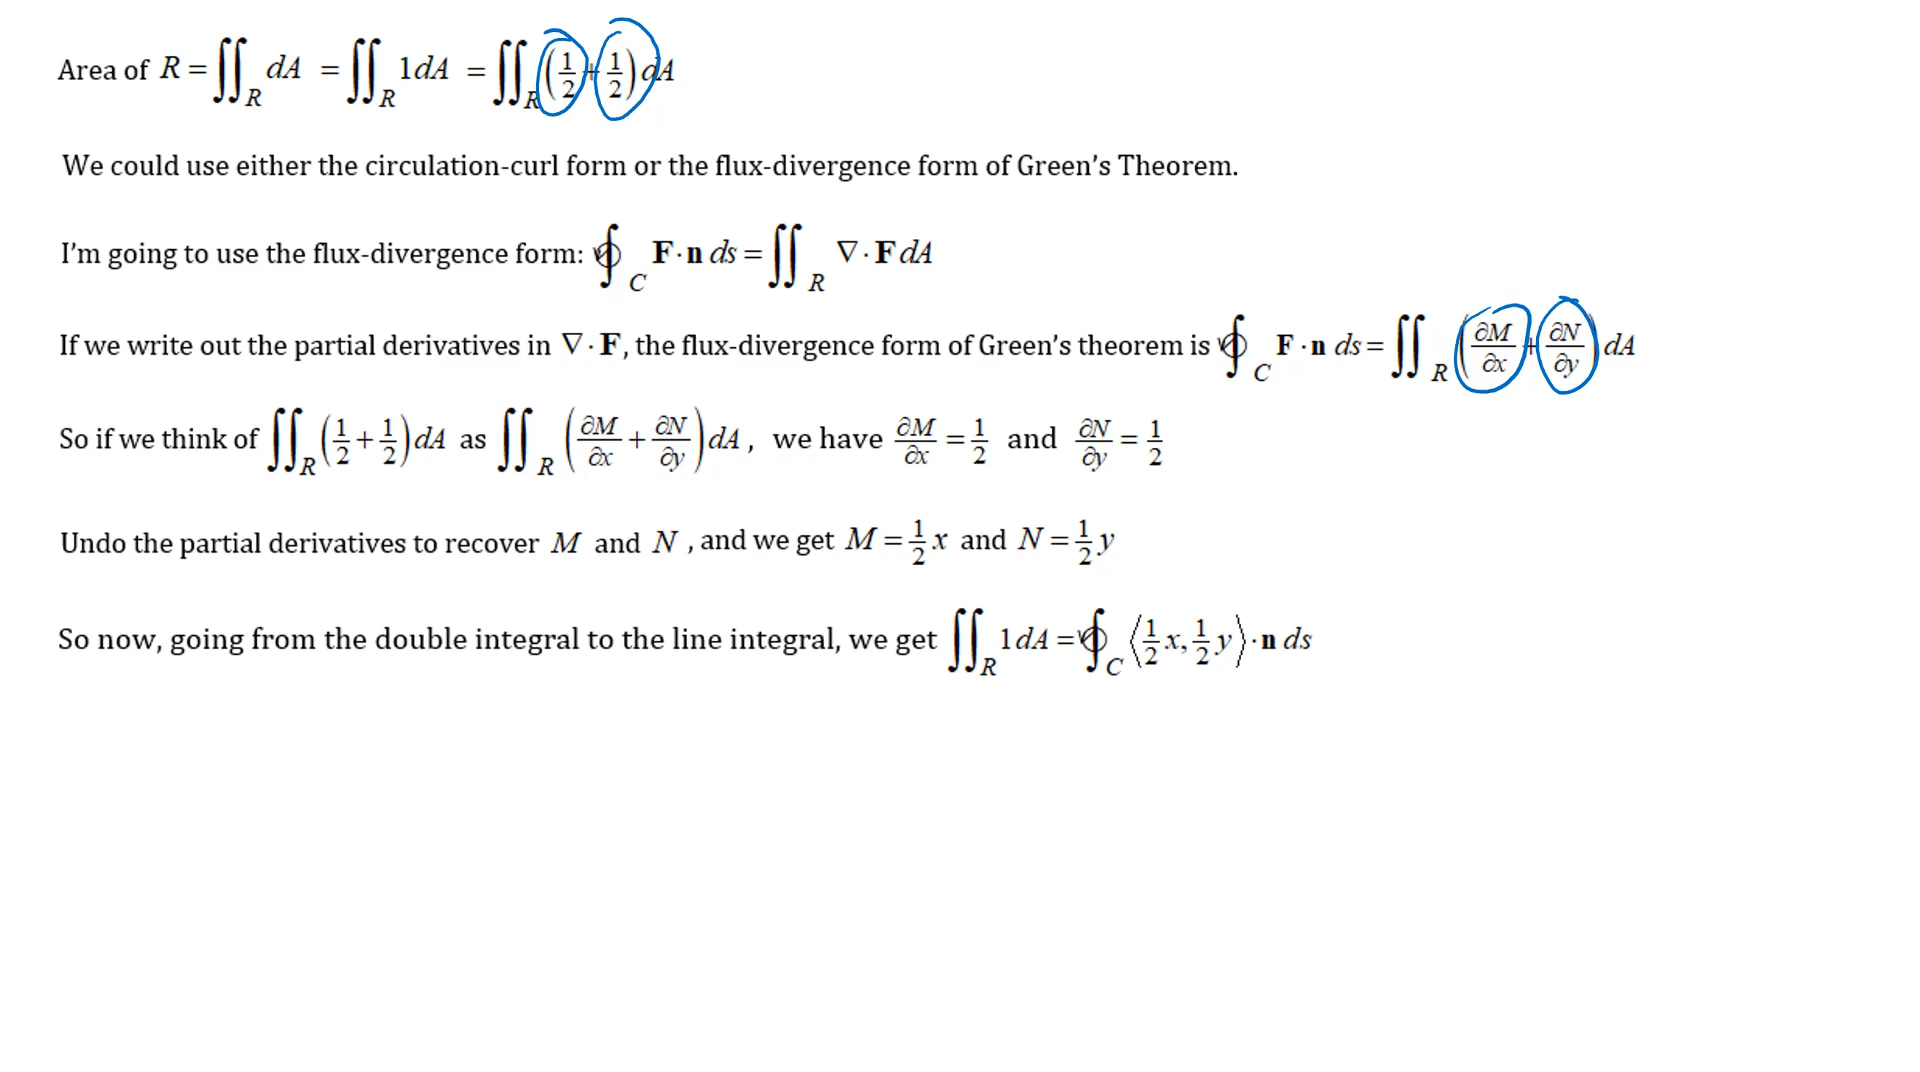 Area of R = ∬_R dA = ∬_R 1dA = ∬_R (1/2 + 1/2) dA
We could use either the circulation-curl form or the flux-divergence form of Green's Theorem.
I'm going to use the flux-divergence form: ∮_C F·n ds = ∬_R ∇·F dA
If we write out the partial derivatives in ∇·F, the flux-divergence form of Green's theorem is ∮_C F·n ds = ∬_R (∂M/∂x + ∂N/∂y) dA
So if we think of ∬_R (1/2 + 1/2) dA as ∬_R (∂M/∂x + ∂N/∂y) dA, we have ∂M/∂x = 1/2 and ∂N/∂y = 1/2
Undo the partial derivatives to recover M and N, and we get M = 1/2 x and N = 1/2 y
So now, going from the double integral to the line integral, we get ∬_R 1dA = ∮_C ⟨1/2 x, 1/2 y⟩·n ds